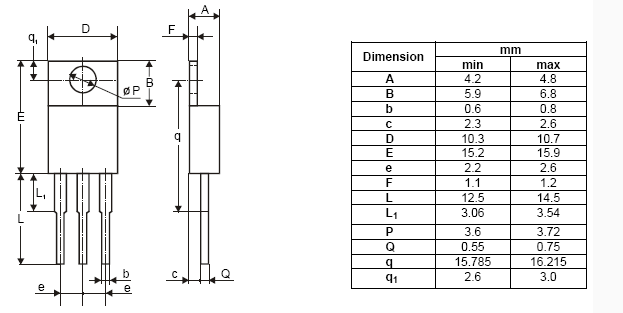 A
D
F
q1
B
øP
E
q
L1
L
b
c
Q
e
e
Dimension mm
min max
A 4.2 4.8
B 5.9 6.8
b 0.6 0.8
c 2.3 2.6
D 10.3 10.7
E 15.2 15.9
e 2.2 2.6
F 1.1 1.2
L 12.5 14.5
L1 3.06 3.54
P 3.6 3.72
Q 0.55 0.75
q 15.785 16.215
q1 2.6 3.0